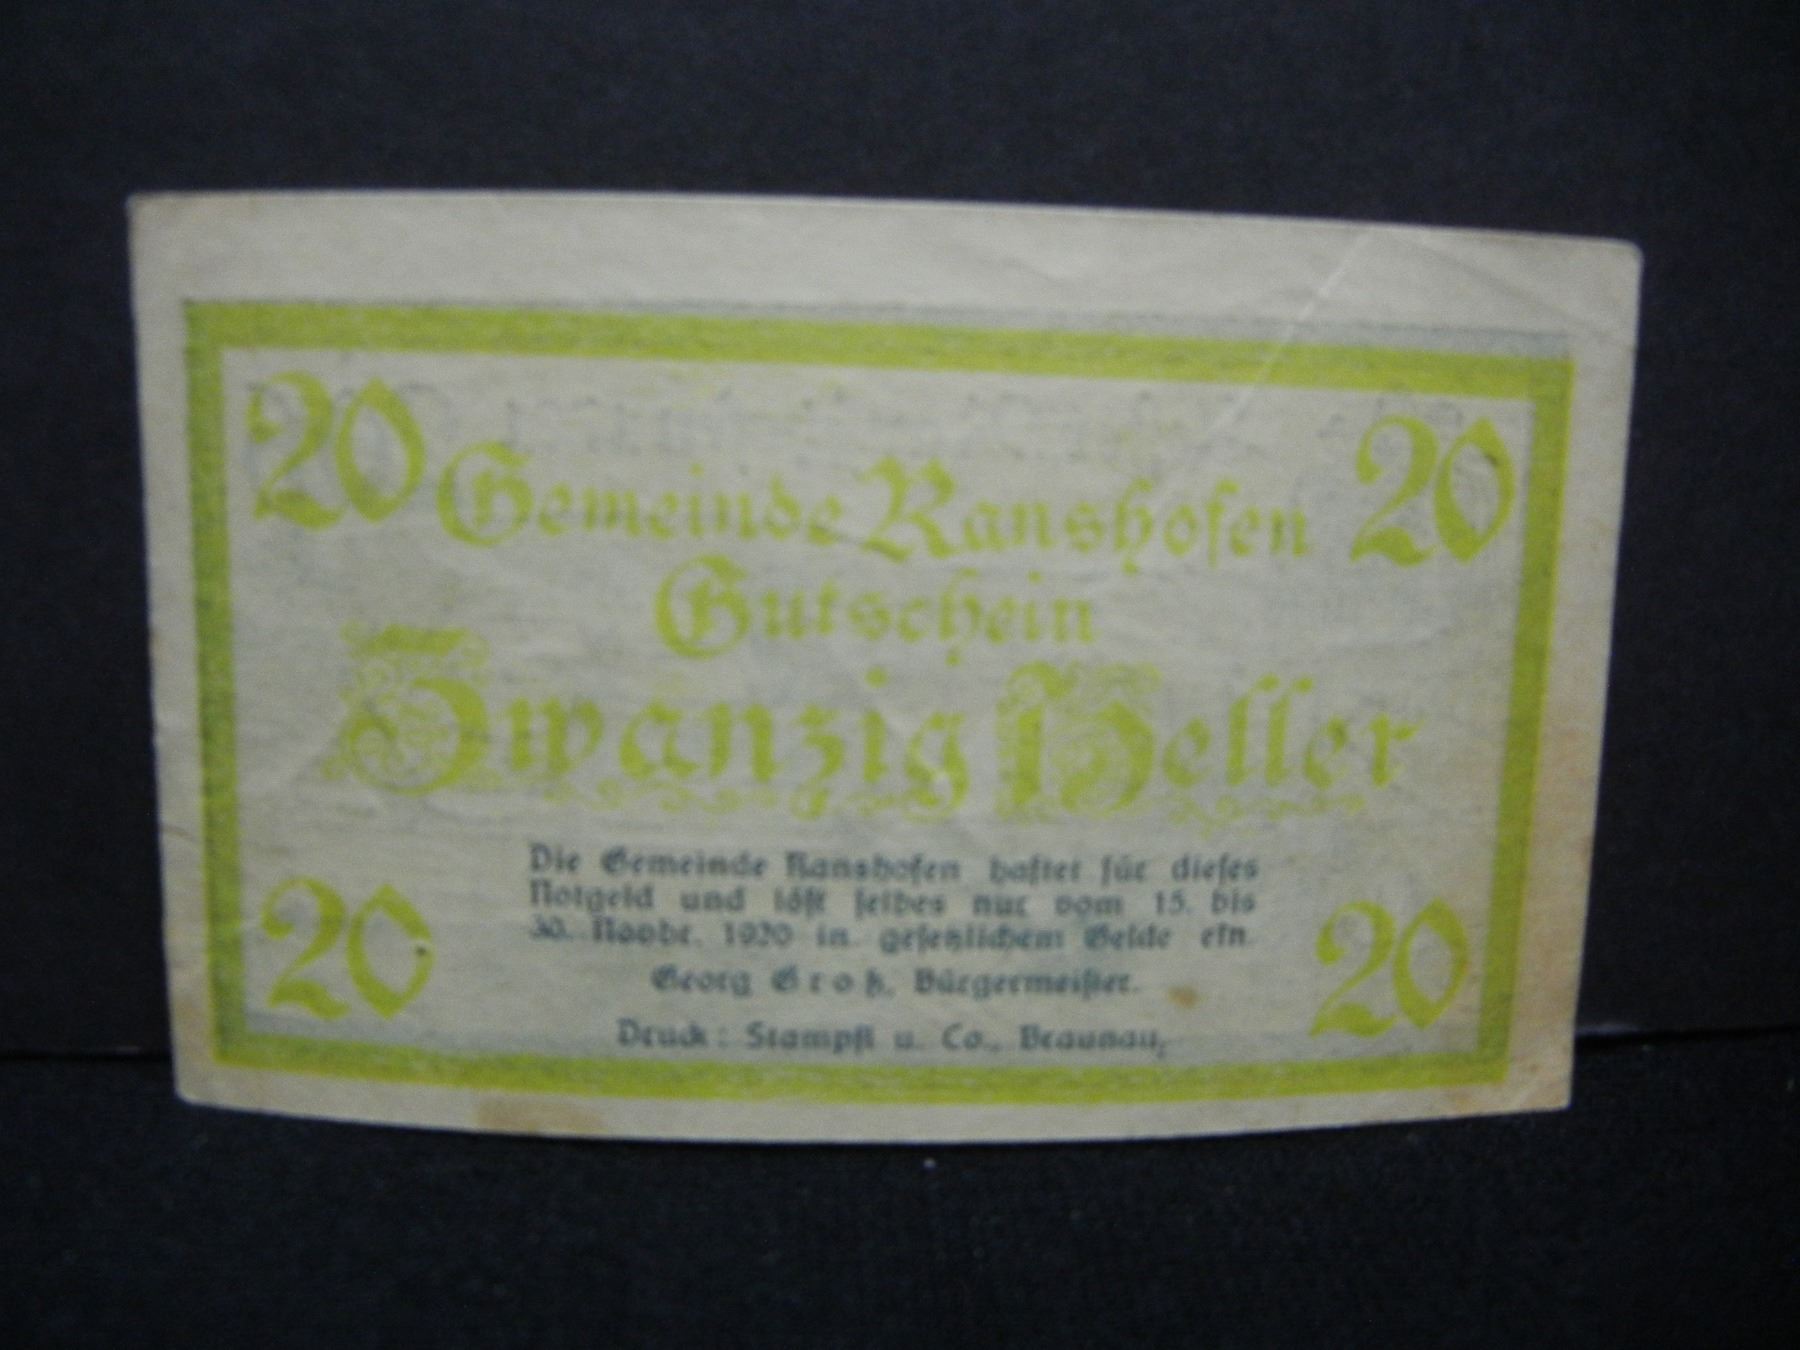 20 Gemeinde Ranshofen 20
Gutschein
Zwanzig Heller
Die Gemeinde Ranshofen haftet für dieses
Notgeld und löst selbes nur vom 15. bis
30. Novbr. 1920 in gesetzlichem Gelde ein.
Georg Groß, Bürgermeister.
20 20
Druck: Stampfl u. Co., Braunau,